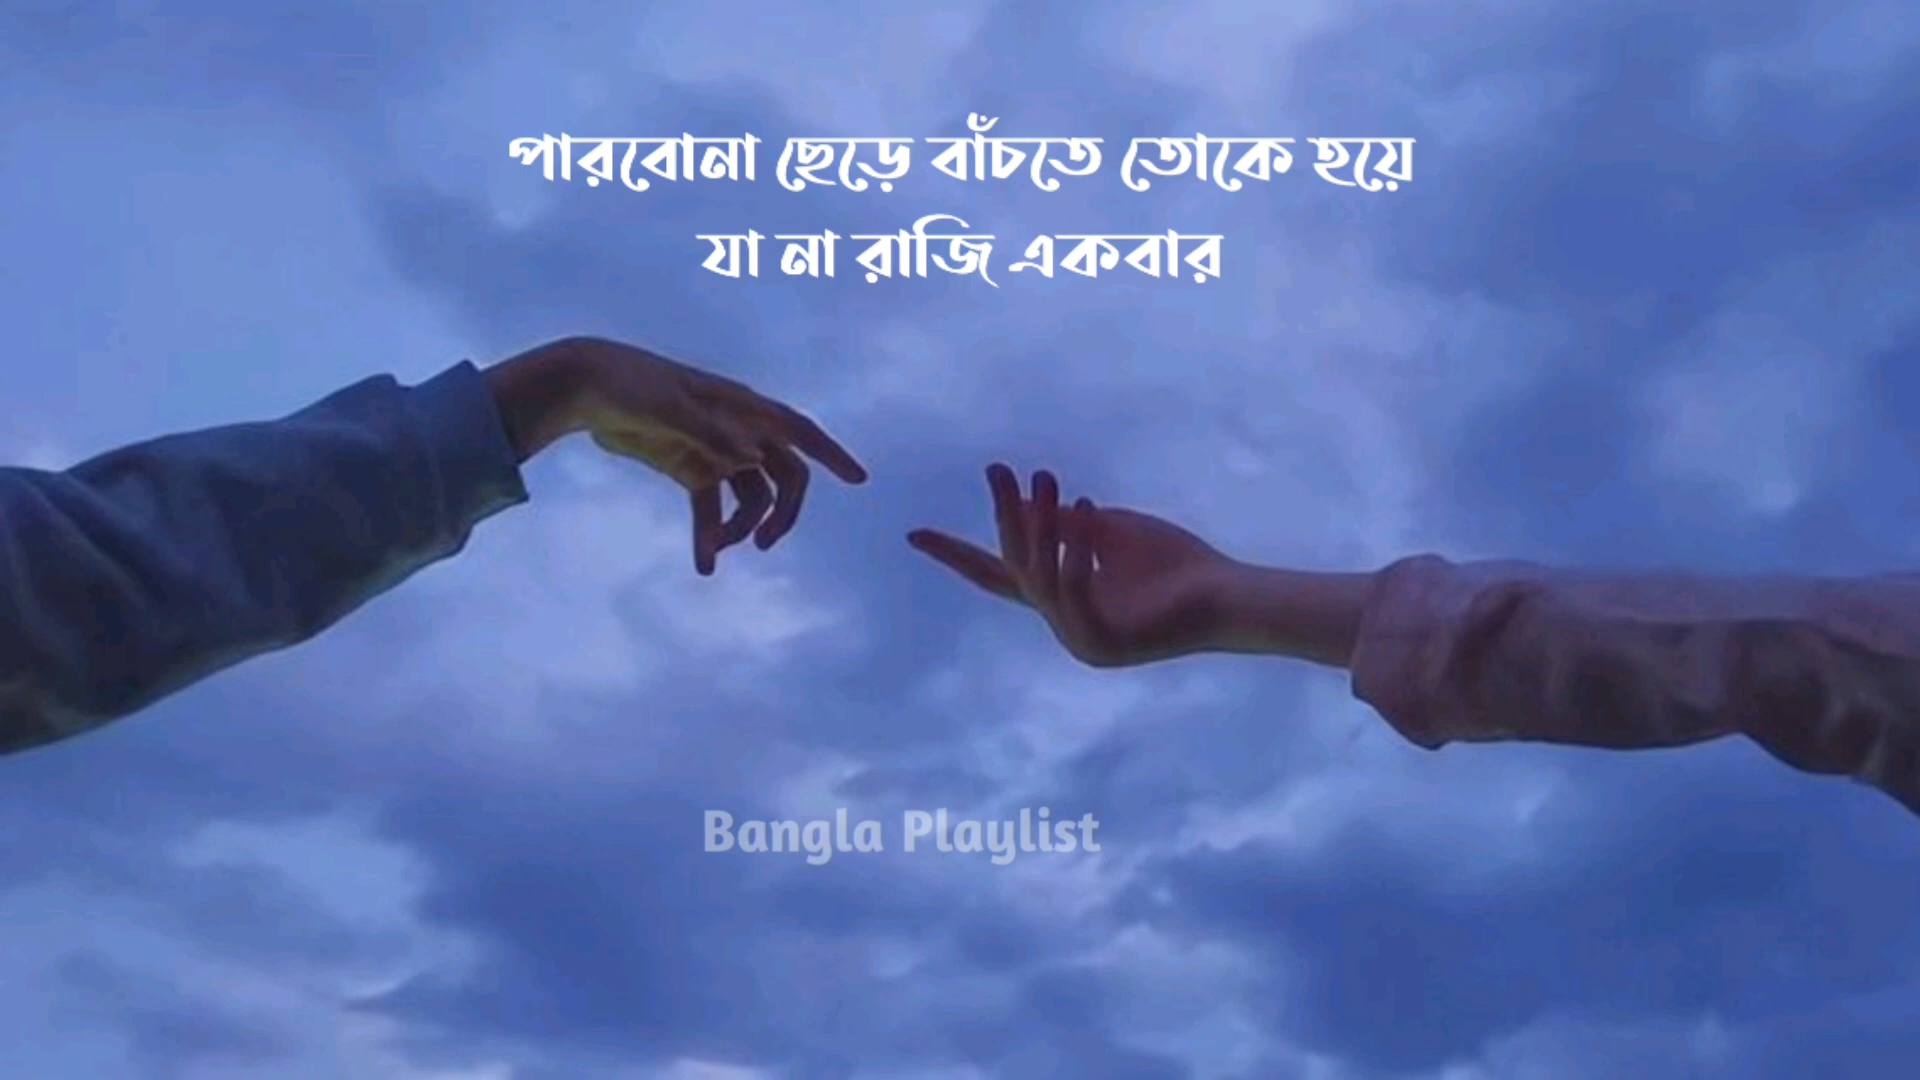 পারবোনা ছেড়ে বাঁচতে তোকে হয়ে
যা না রাজি একবার
Bangla Playlist